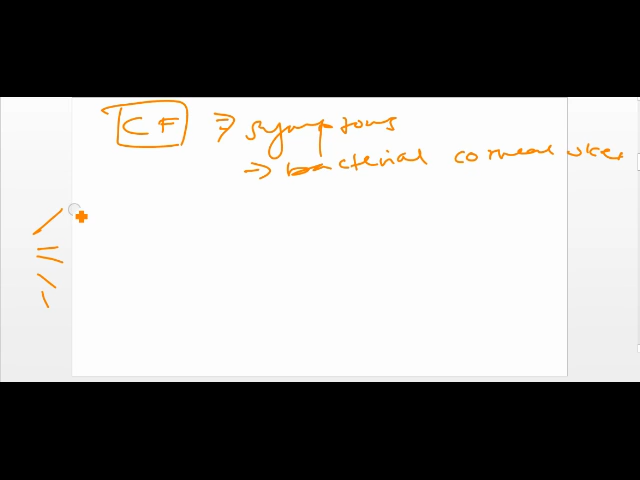 CF ⇒ symptoms
→ bacterial corneal ulcer